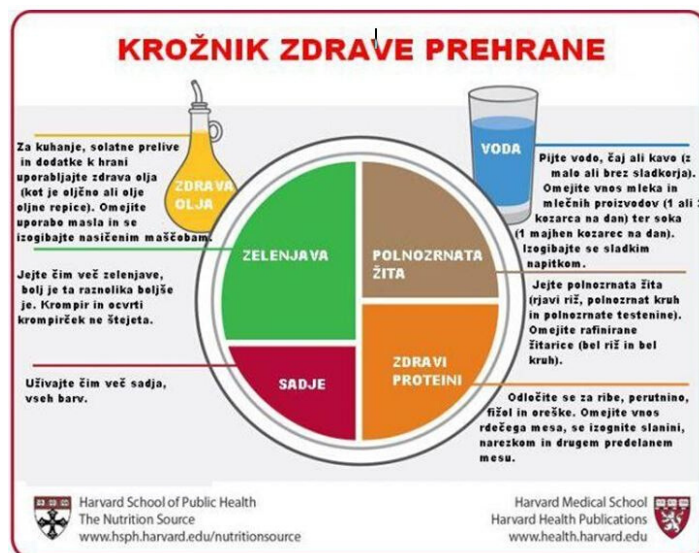 KROŽNIK ZDRAVE PREHRANE
Za kuhanje, solatne prelive
in dodatke k hrani
uporabljajte zdrava olja
(kot je oljčno ali olje
oljne repice). Omejite
uporabo masla in se
izogibajte nasičenim maščobam.
ZDRAVA
OLJA
VODA
Pijte vodo, čaj ali kavo (z
malo ali brez sladkorja).
Omejite vnos mleka in
mlečnih proizvodov (1 ali
kozarca na dan) ter soka
(1 majhen kozarec na dan).
Izogibajte se sladkim
napitkom.
ZELENJAVA
POLNOZRNATA
ŽITA
Jejte čim več zelenjave,
bolj je ta raznolika boljše
je. Krompir in ocvrti
krompirček ne štejeta.
Jejte polnozrnata žita
(rjavi riž, polnozrnat kruh
in polnozrnate testenine).
Omejite rafinirane
žitarice (bel riž in bel
kruh).
SADJE
ZDRAVI
PROTEINI
Uživajte čim več sadja,
vseh barv.
Odločite se za ribe, perutnino,
fižol in oreške. Omejite vnos
rdečega mesa, se izognite slanini,
narezkom in drugem predelanem
mesu.
Harvard School of Public Health
The Nutrition Source
www.hsph.harvard.edu/nutritionsource
Harvard Medical School
Harvard Health Publications
www.health.harvard.edu